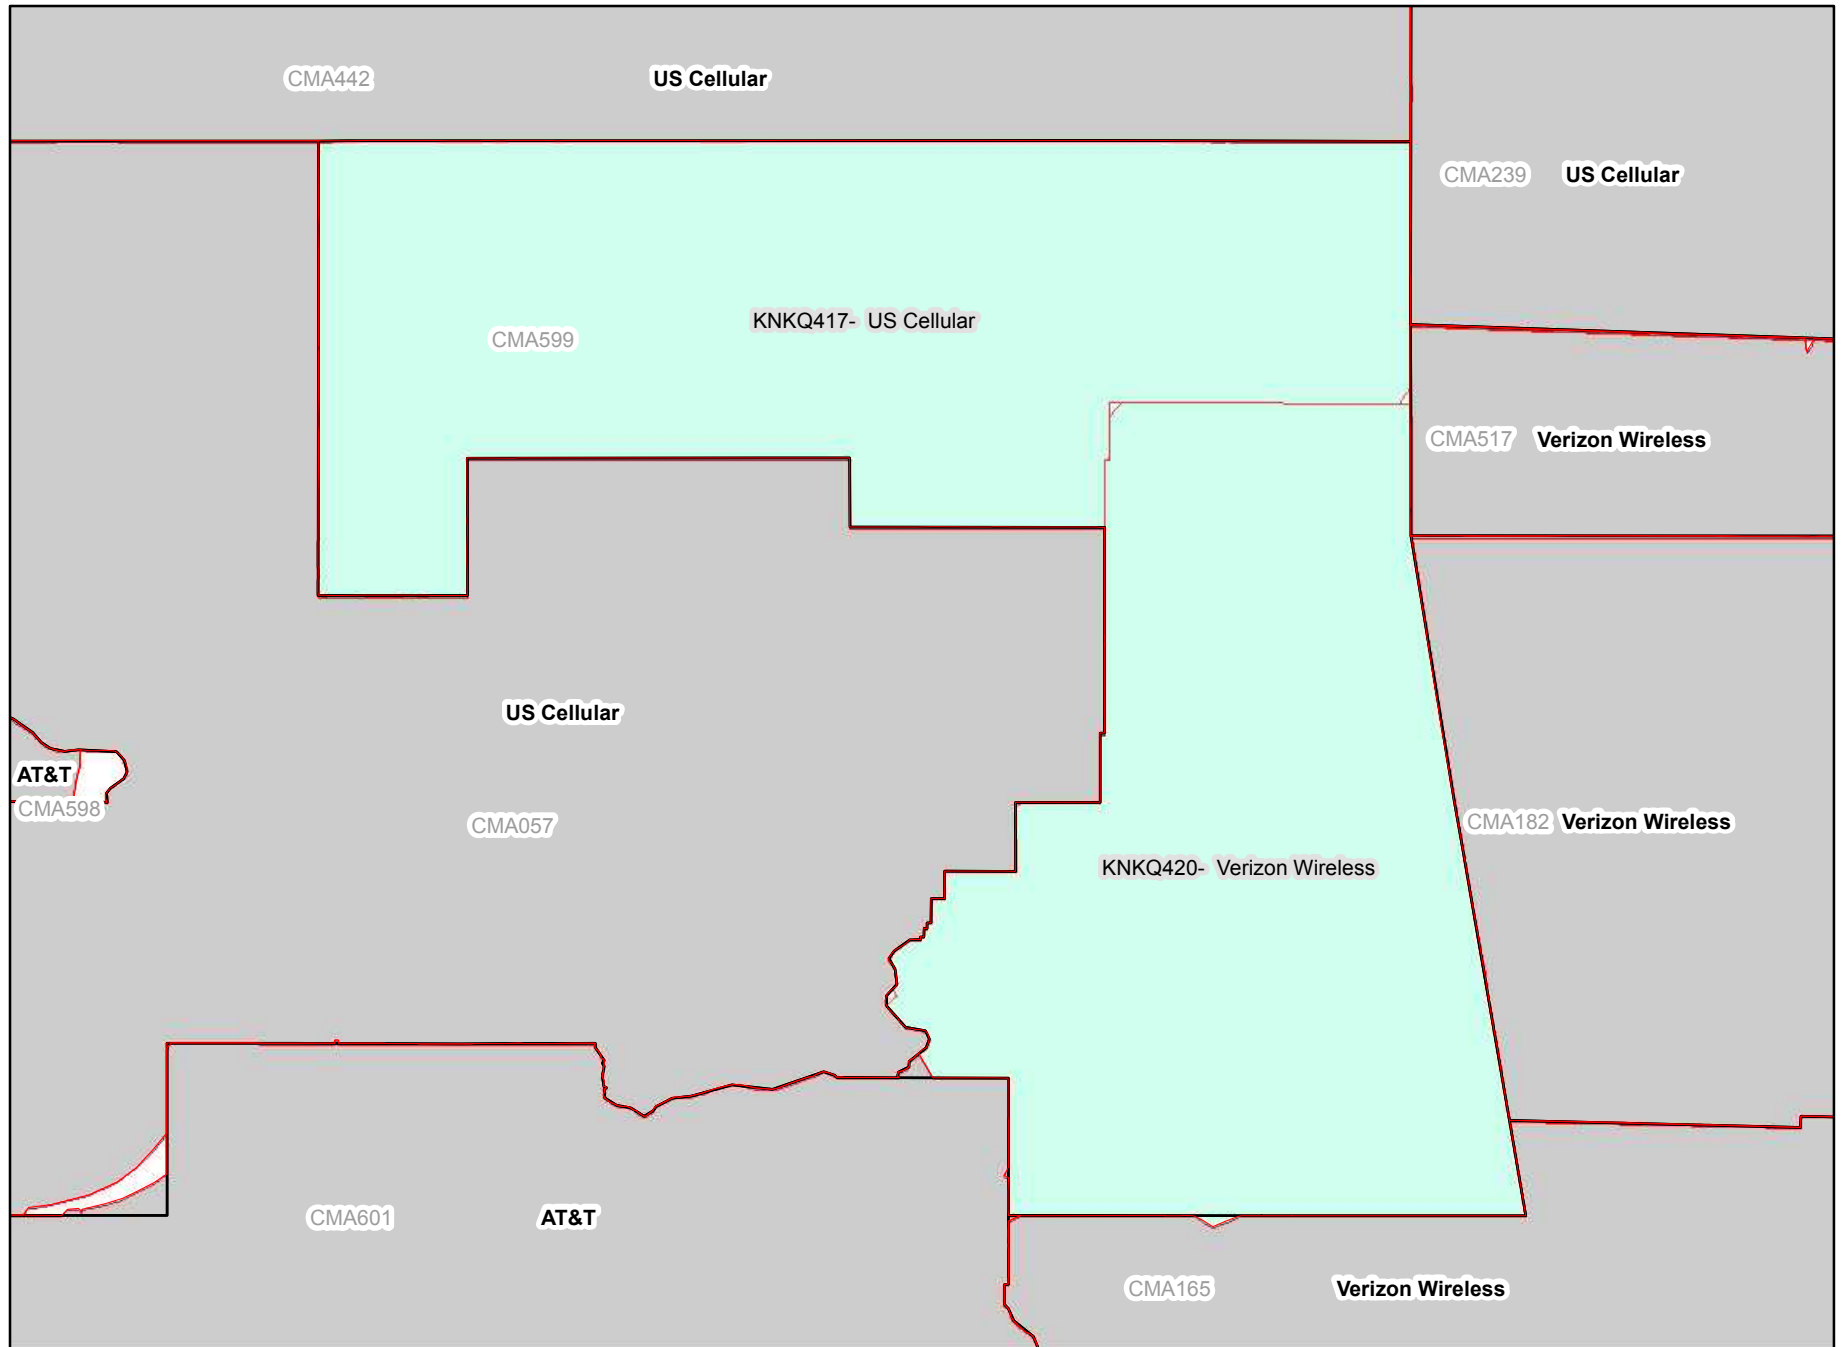 CMA442 US Cellular
CMA239 US Cellular
KNKQ417- US Cellular
CMA599
CMA517 Verizon Wireless
US Cellular
AT&T
CMA598
CMA057
CMA182 Verizon Wireless
KNKQ420- Verizon Wireless
CMA601 AT&T
CMA165 Verizon Wireless